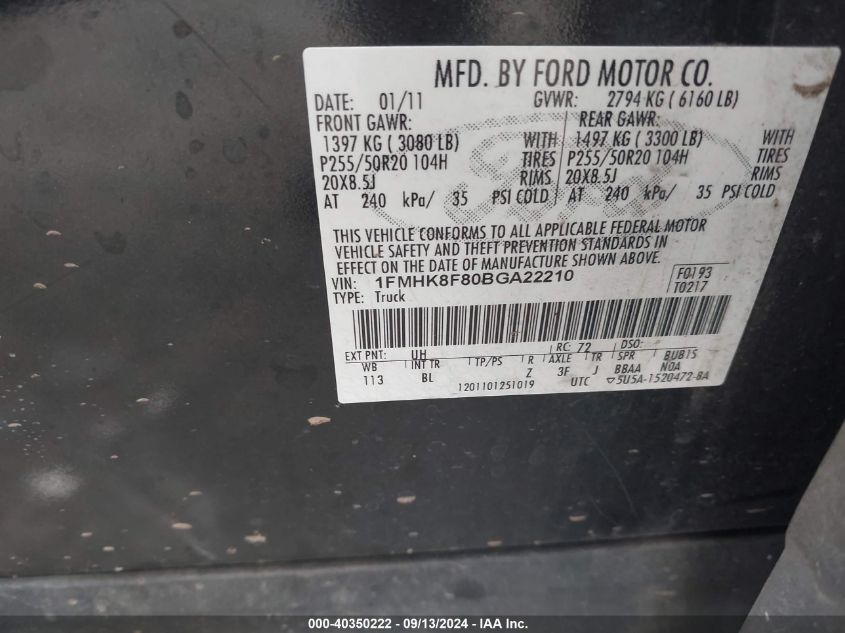 MFD. BY FORD MOTOR CO.
DATE: 01/11 GVWR: 2794 KG ( 6160 LB)
FRONT GAWR: REAR GAWR:
1397 KG ( 3080 LB) WITH 1497 KG ( 3300 LB) WITH
P255/50R20 104H TIRES P255/50R20 104H TIRES
20X8.5J RIMS 20X8.5J RIMS
AT 240 kPa/ 35 PSI COLD AT 240 kPa/ 35 PSI COLD
THIS VEHICLE CONFORMS TO ALL APPLICABLE FEDERAL MOTOR
VEHICLE SAFETY AND THEFT PREVENTION STANDARDS IN
EFFECT ON THE DATE OF MANUFACTURE SHOWN ABOVE.
VIN: 1FMHK8F80BGA22210 F0193
TYPE: Truck T0217
EXT PNT: UH RC: 72 DSO:
WB INT TR TP/PS R AXLE TR SPR BUB15
113 BL Z 3F J BBAA NOA
1201101251019 UTC ▽5U5A-1520472-BA
000-40350222 - 09/13/2024 - IAA Inc.